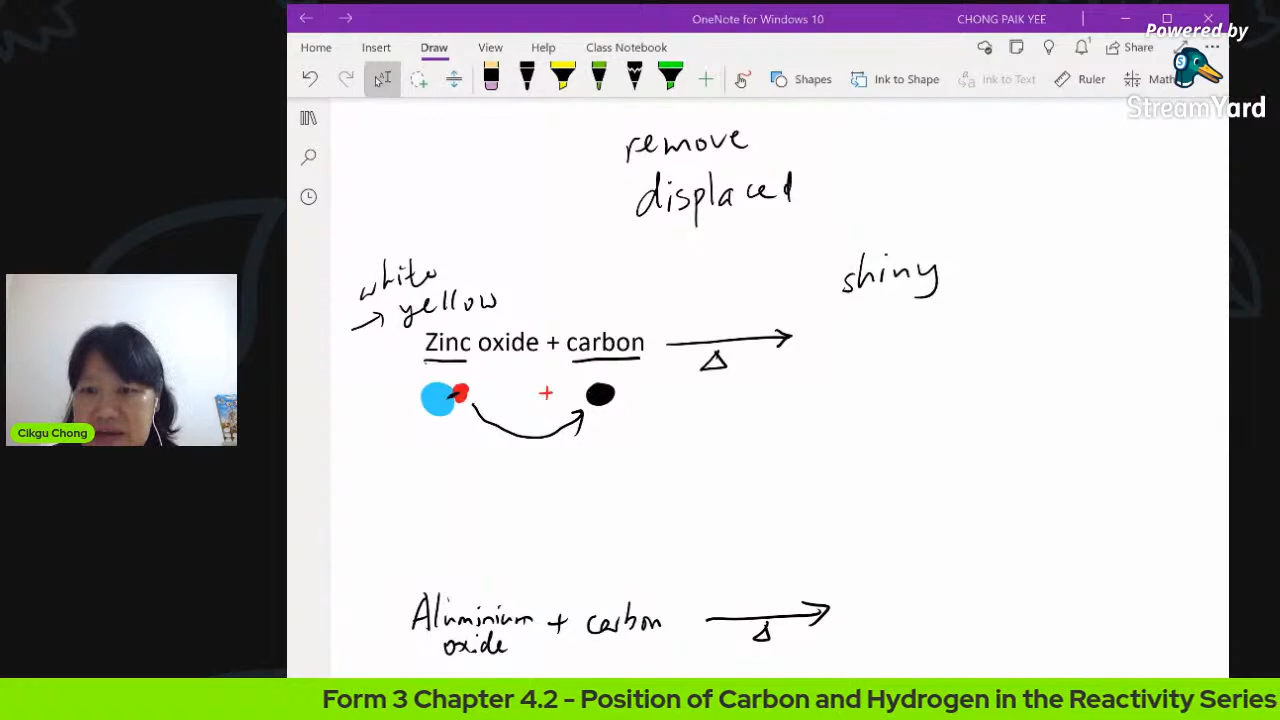 OneNote for Windows 10
CHONG PAIK YEE
Powered by
StreamYard
Home Insert Draw View Help Class Notebook Share
Shapes Ink to Shape Ink to Text Ruler Math
remove
displaced
white
→ yellow
shiny
Zinc oxide + carbon
Δ
+
Aluminium + carbon
oxide
Δ
Cikgu Chong
Form 3 Chapter 4.2 - Position of Carbon and Hydrogen in the Reactivity Series